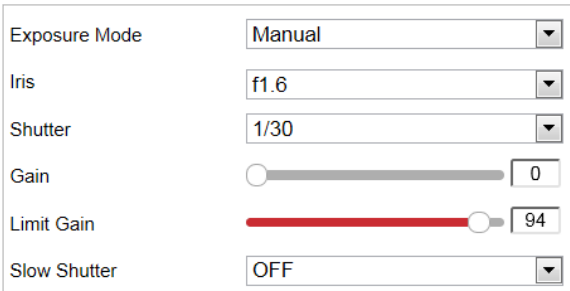 Exposure Mode Manual
Iris f1.6
Shutter 1/30
Gain 0
Limit Gain 94
Slow Shutter OFF